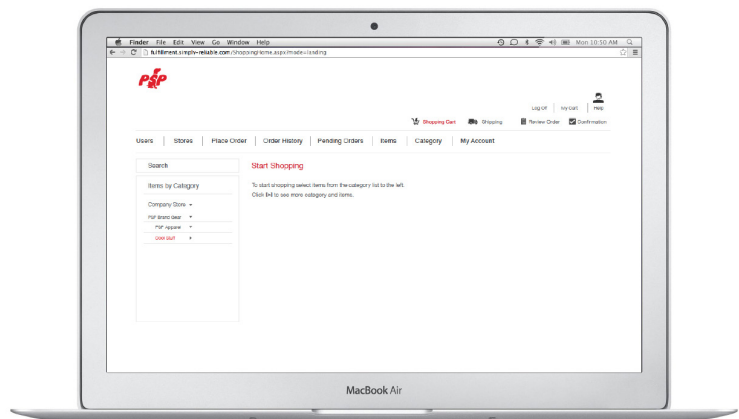 Finder File Edit View Go Window Help Mon 10:50 AM
fulfillment.simply-reliable.com/ShoppingHome.aspx?mode=landing
PSP
Log Off My Cart Help
Shopping Cart Shipping Review Order Confirmation
Users Stores Place Order Order History Pending Orders Items Category My Account
Search
Start Shopping
Items by Category
To start shopping select items from the category list to the left.
Click [+] to see more category and items.
Company Store
PSP Brand Gear
PSP Apparel
MacBook Air